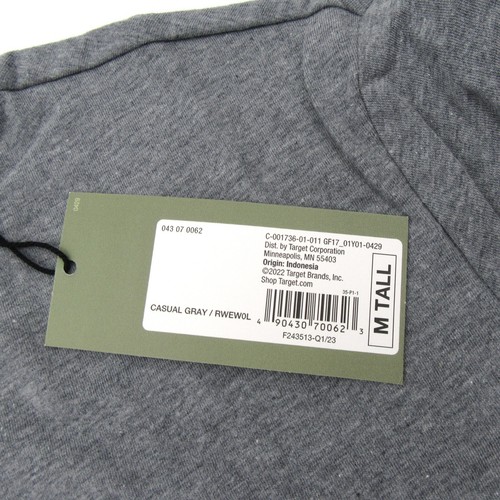 3429
043 07 0062
C-001736-01-011 GF17_01Y01-0429
Dist. by Target Corporation
Minneapolis, MN 55403
Origin: Indonesia
©2022 Target Brands, Inc.
Shop Target.com
35-P1-1
CASUAL GRAY / RWEW0L
4 90430 70062 3
F243513-Q1/23
M TALL